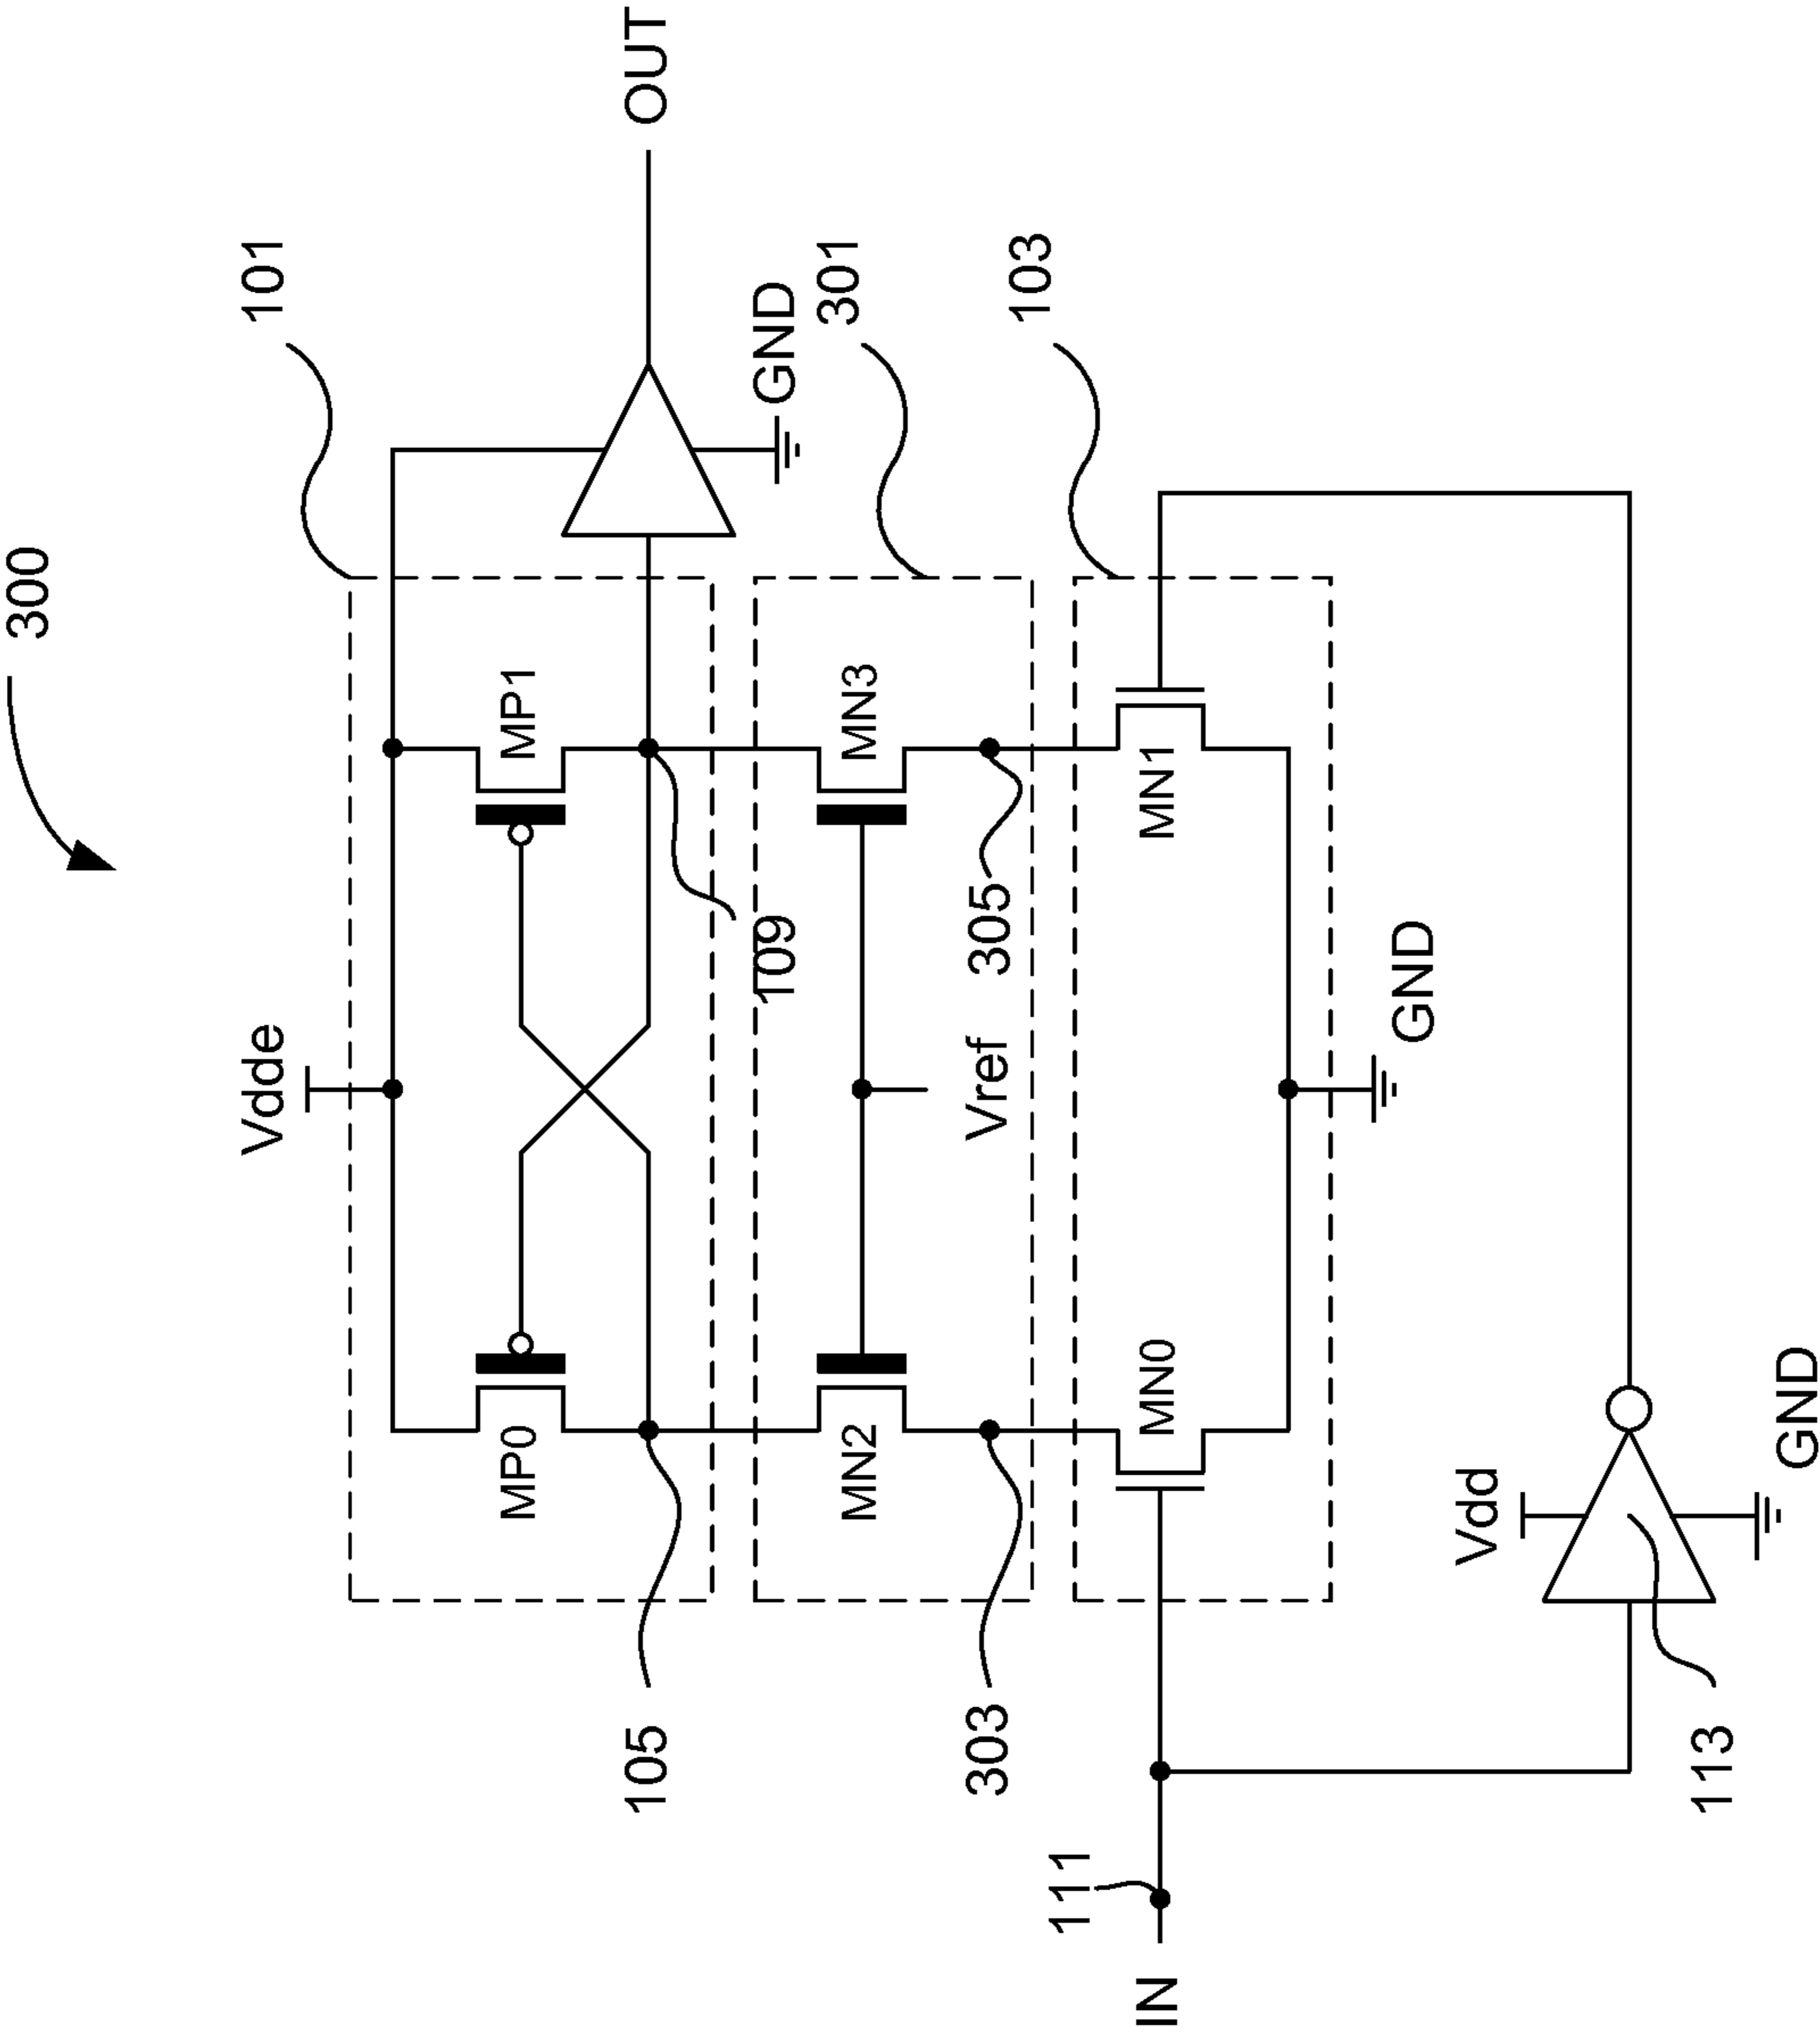 300
Vdde
101
MP0
MP1
OUT
105
109
GND
MN2
MN3
301
303
Vref
305
103
111
IN
MN0
MN1
GND
Vdd
113
GND